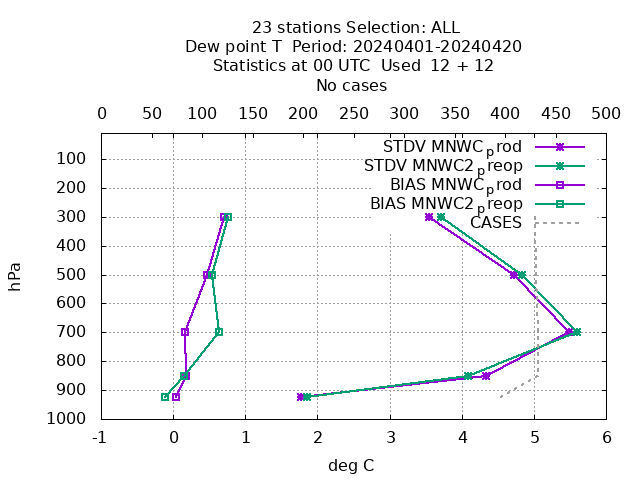 23 stations Selection: ALL
Dew point T  Period: 20240401-20240420
Statistics at 00 UTC  Used  12 + 12
No cases
0 50 100 150 200 250 300 350 400 450 500
STDV MNWC_prod
STDV MNWC2_preop
BIAS MNWC_prod
BIAS MNWC2_preop
CASES
100
200
300
400
500
600
700
800
900
1000
hPa
-1 0 1 2 3 4 5 6
deg C